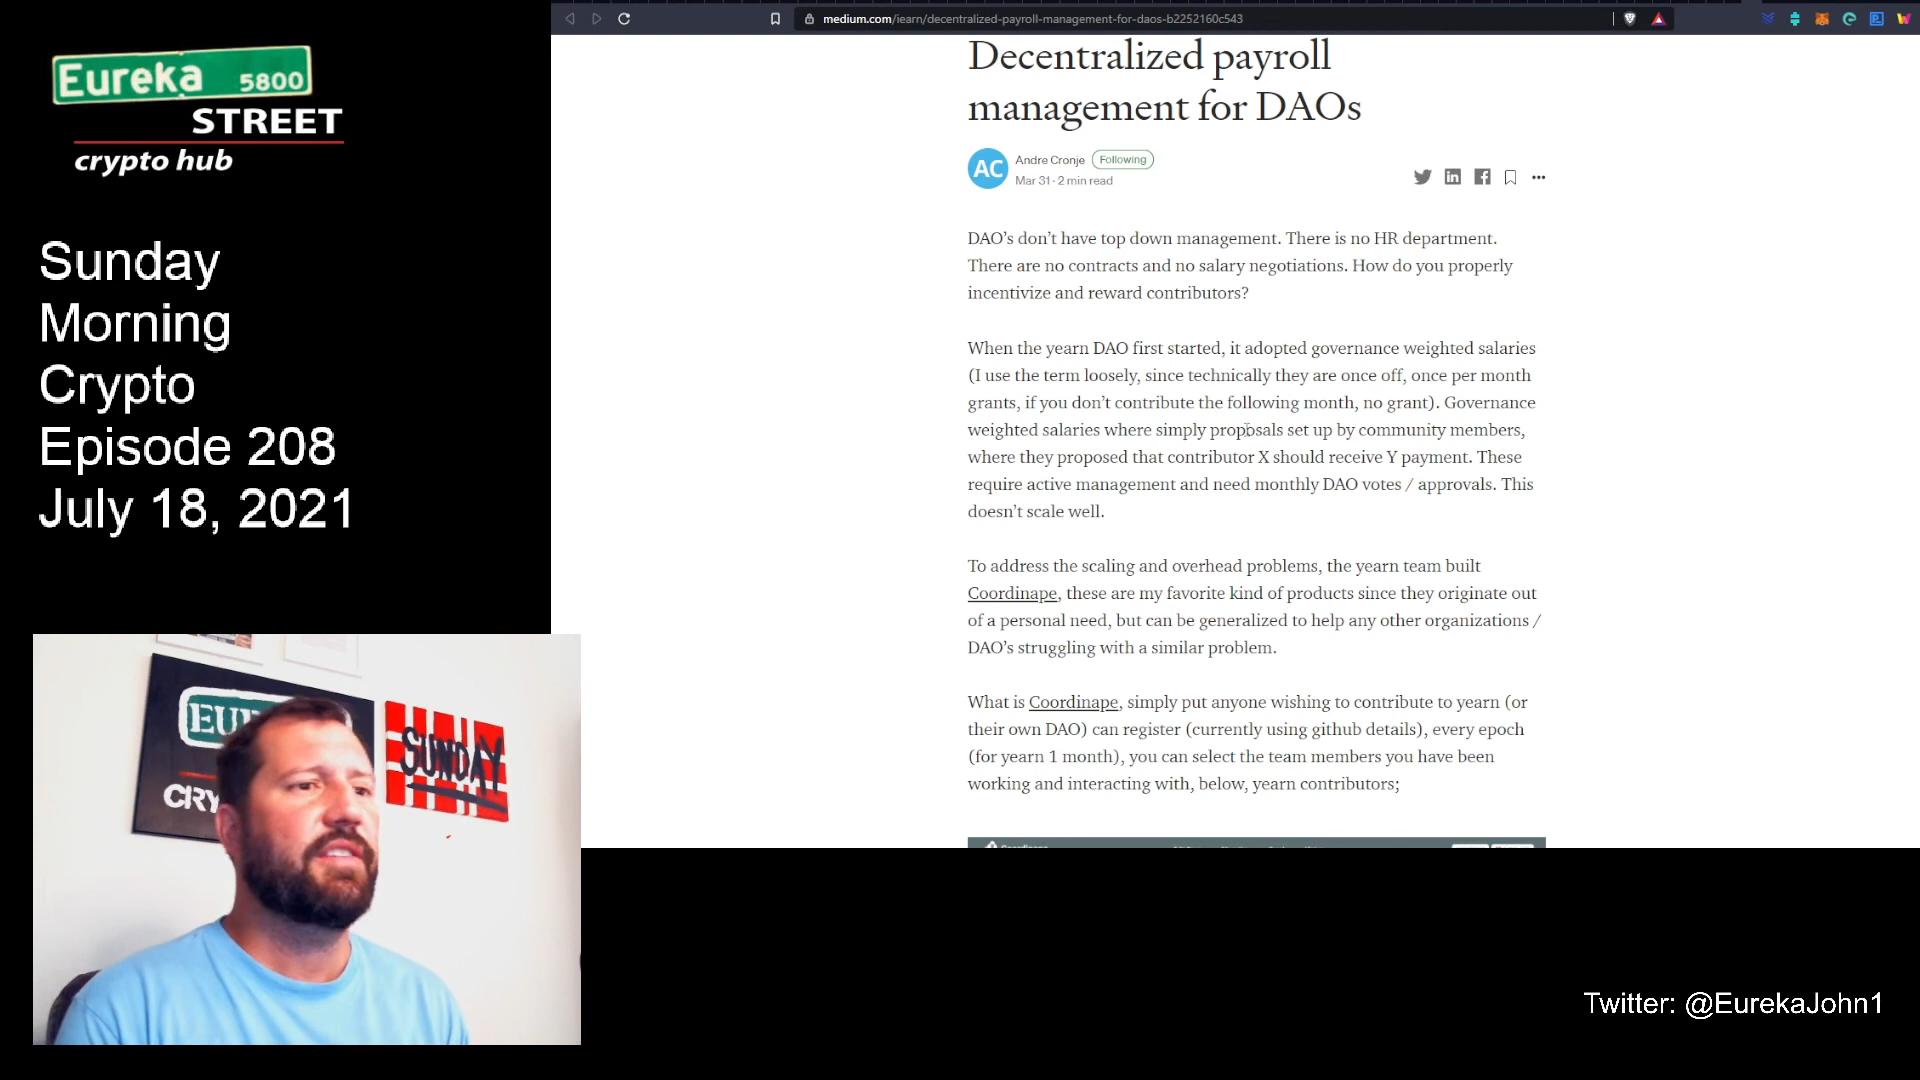 Eureka 5800
STREET
crypto hub
Sunday
Morning
Crypto
Episode 208
July 18, 2021
medium.com/iearn/decentralized-payroll-management-for-daos-b2252160c543
Decentralized payroll
management for DAOs
AC
Andre Cronje Following
Mar 31 · 2 min read
DAO’s don’t have top down management. There is no HR department.
There are no contracts and no salary negotiations. How do you properly
incentivize and reward contributors?
When the yearn DAO first started, it adopted governance weighted salaries
(I use the term loosely, since technically they are once off, once per month
grants, if you don’t contribute the following month, no grant). Governance
weighted salaries where simply proposals set up by community members,
where they proposed that contributor X should receive Y payment. These
require active management and need monthly DAO votes / approvals. This
doesn’t scale well.
To address the scaling and overhead problems, the yearn team built
Coordinape, these are my favorite kind of products since they originate out
of a personal need, but can be generalized to help any other organizations /
DAO’s struggling with a similar problem.
What is Coordinape, simply put anyone wishing to contribute to yearn (or
their own DAO) can register (currently using github details), every epoch
(for yearn 1 month), you can select the team members you have been
working and interacting with, below, yearn contributors;
EU
CRY
SUNDAY
Twitter: @EurekaJohn1